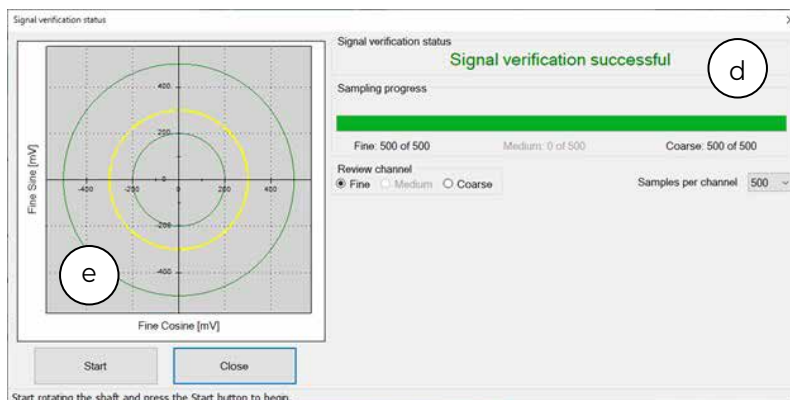 Signal verification status
Signal verification status
Signal verification successful
d
Sampling progress
Fine: 500 of 500
Medium: 0 of 500
Coarse: 500 of 500
Review channel
Fine
Medium
Coarse
Samples per channel
500
Fine Sine [mV]
400
200
-400
-200
0
0
200
400
-200
-400
e
Fine Cosine [mV]
Start
Close
Start rotating the shaft and press the Start button to begin.